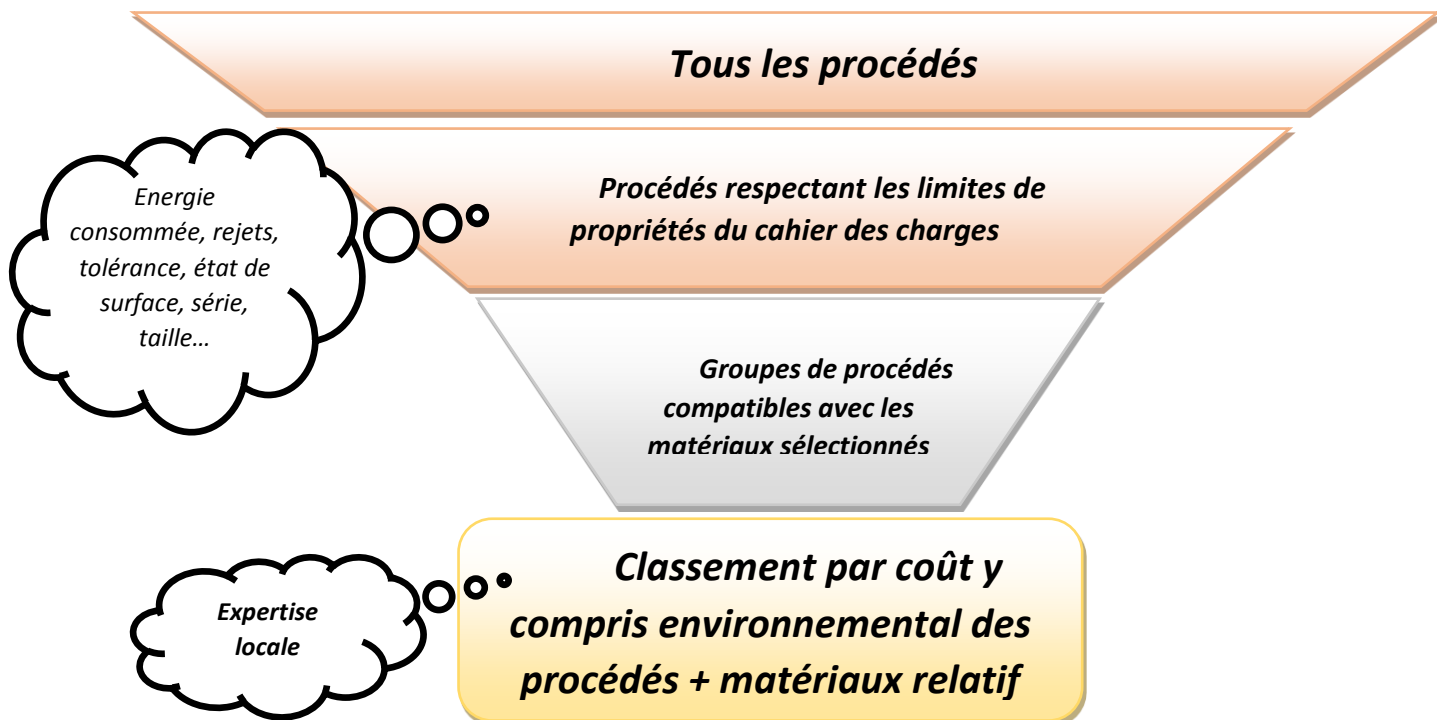 Tous les procédés
Energie
consommée, rejets,
tolérance, état de
surface, série,
taille…
Procédés respectant les limites de
propriétés du cahier des charges
Groupes de procédés
compatibles avec les
matériaux sélectionnés
Expertise
locale
Classement par coût y
compris environnemental des
procédés + matériaux relatif